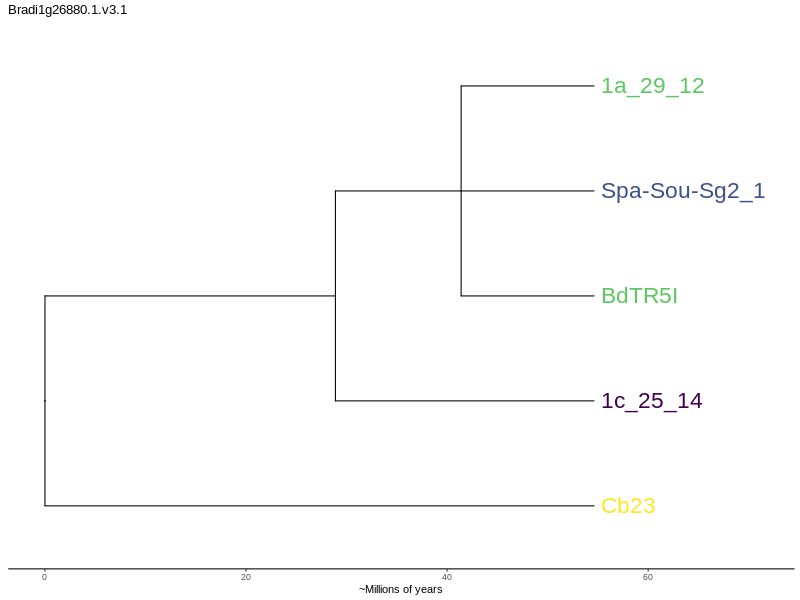 Bradi1g26880.1.v3.1
1a_29_12
Spa-Sou-Sg2_1
BdTR5I
1c_25_14
Cb23
0 20 40 60
~Millions of years